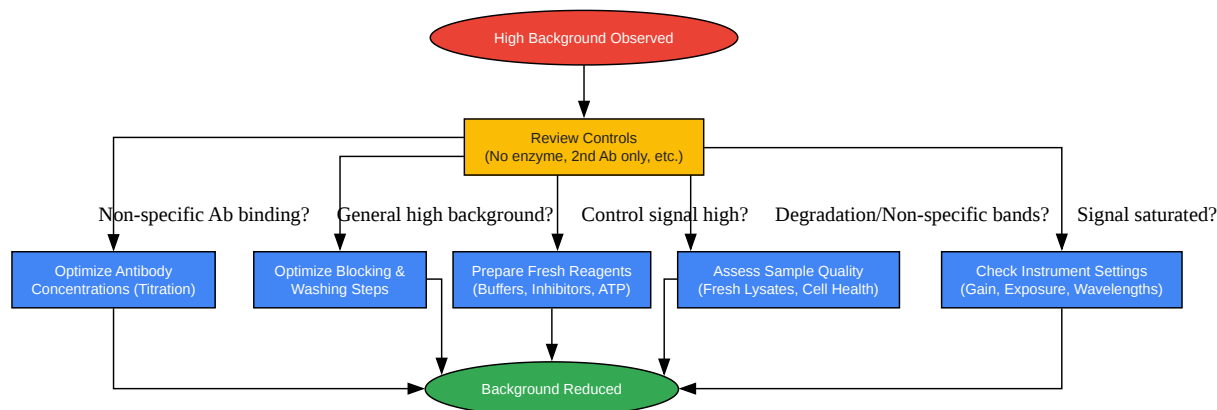 High Background Observed
Review Controls
(No enzyme, 2nd Ab only, etc.)
Non-specific Ab binding?
General high background?
Control signal high?
Degradation/Non-specific bands?
Signal saturated?
Optimize Antibody
Concentrations (Titration)
Optimize Blocking &
Washing Steps
Prepare Fresh Reagents
(Buffers, Inhibitors, ATP)
Assess Sample Quality
(Fresh Lysates, Cell Health)
Check Instrument Settings
(Gain, Exposure, Wavelengths)
Background Reduced